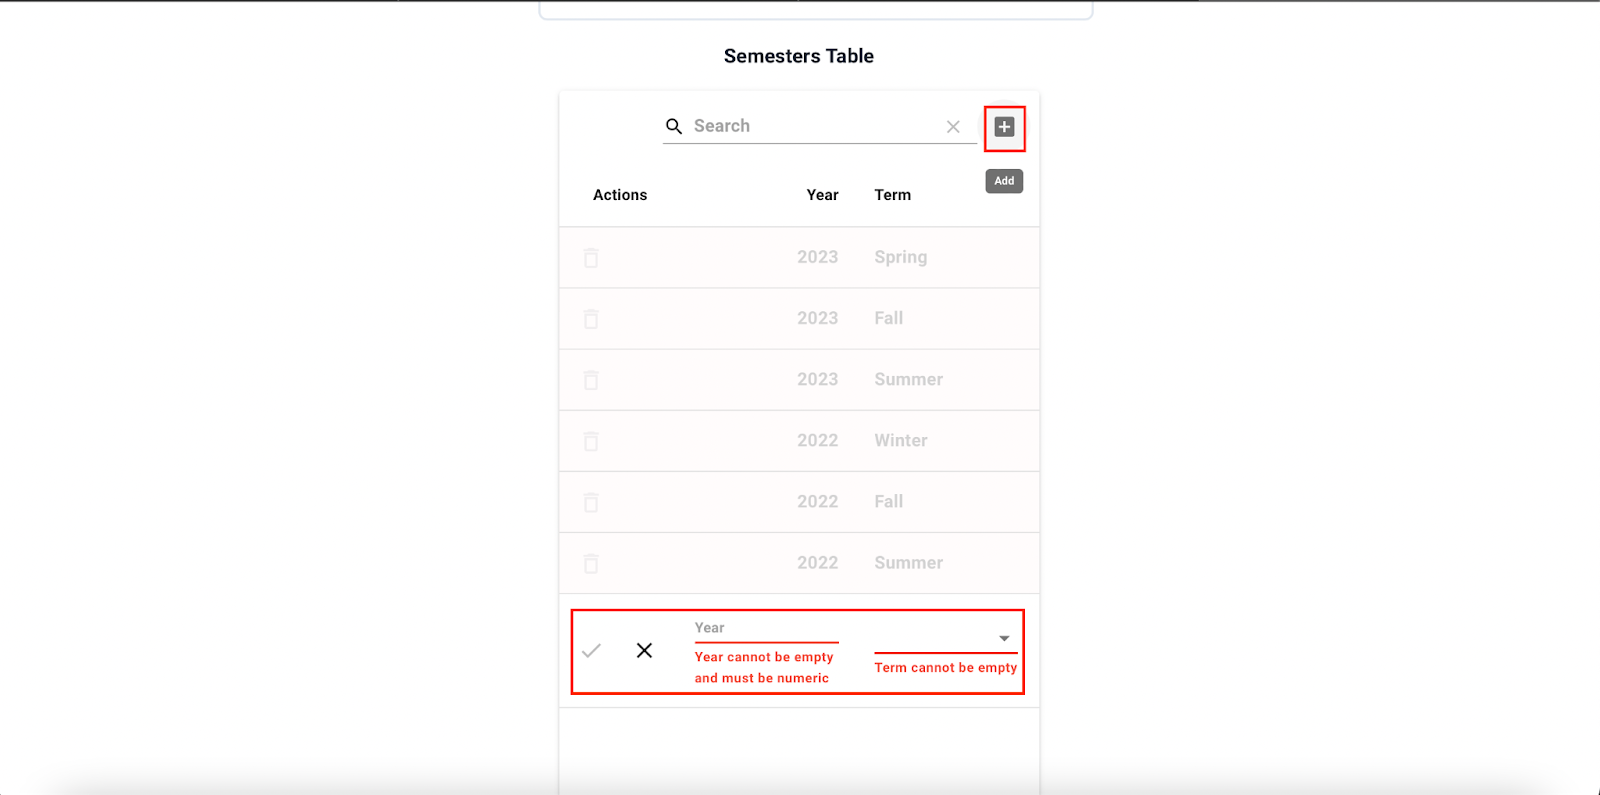 Semesters Table
Search
Add
Actions Year Term
2023 Spring
2023 Fall
2023 Summer
2022 Winter
2022 Fall
2022 Summer
Year
Year cannot be empty
and must be numeric
Term cannot be empty